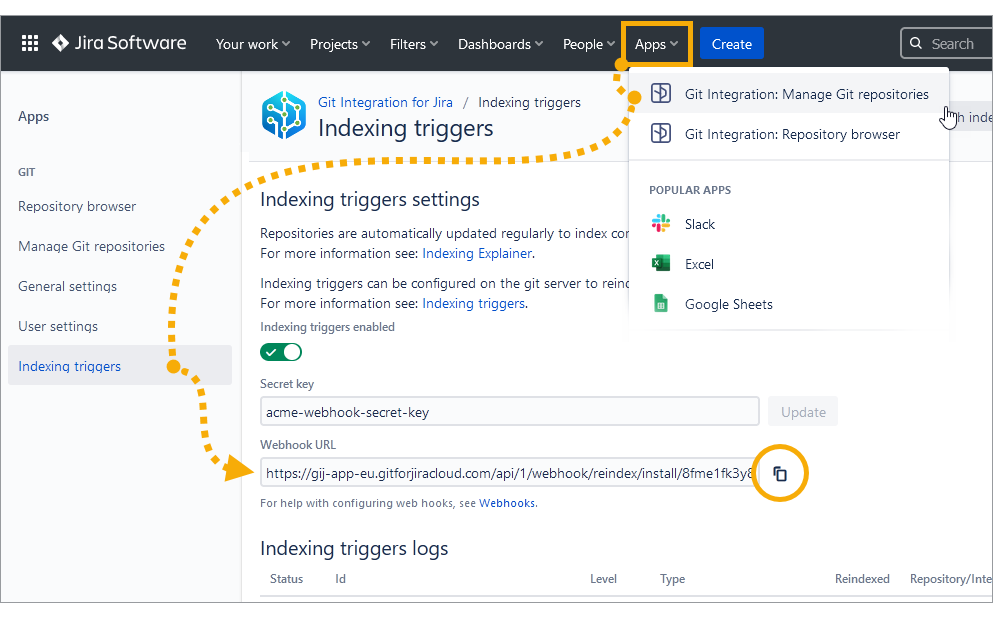 Jira Software
Your work
Projects
Filters
Dashboards
People
Apps
Create
Search
Apps
GIT
Repository browser
Manage Git repositories
General settings
User settings
Indexing triggers
Git Integration for Jira / Indexing triggers
Indexing triggers
Git Integration: Manage Git repositories
Git Integration: Repository browser
POPULAR APPS
Slack
Excel
Google Sheets
Indexing triggers settings
Repositories are automatically updated regularly to index
For more information see: Indexing Explainer.
Indexing triggers can be configured on the git server to
For more information see: Indexing triggers.
Indexing triggers enabled
Secret key
acme-webhook-secret-key
Update
Webhook URL
https://gij-app-eu.gitforjiracloud.com/api/1/webhook/reindex/install/8fme1fk3y8
For help with configuring web hooks, see Webhooks.
Indexing triggers logs
Status Id Level Type Reindexed Repository/Inte